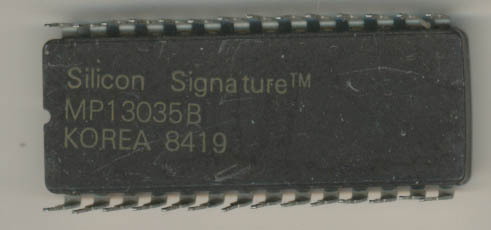 Silicon Signature™
MP13035B
KOREA 8419